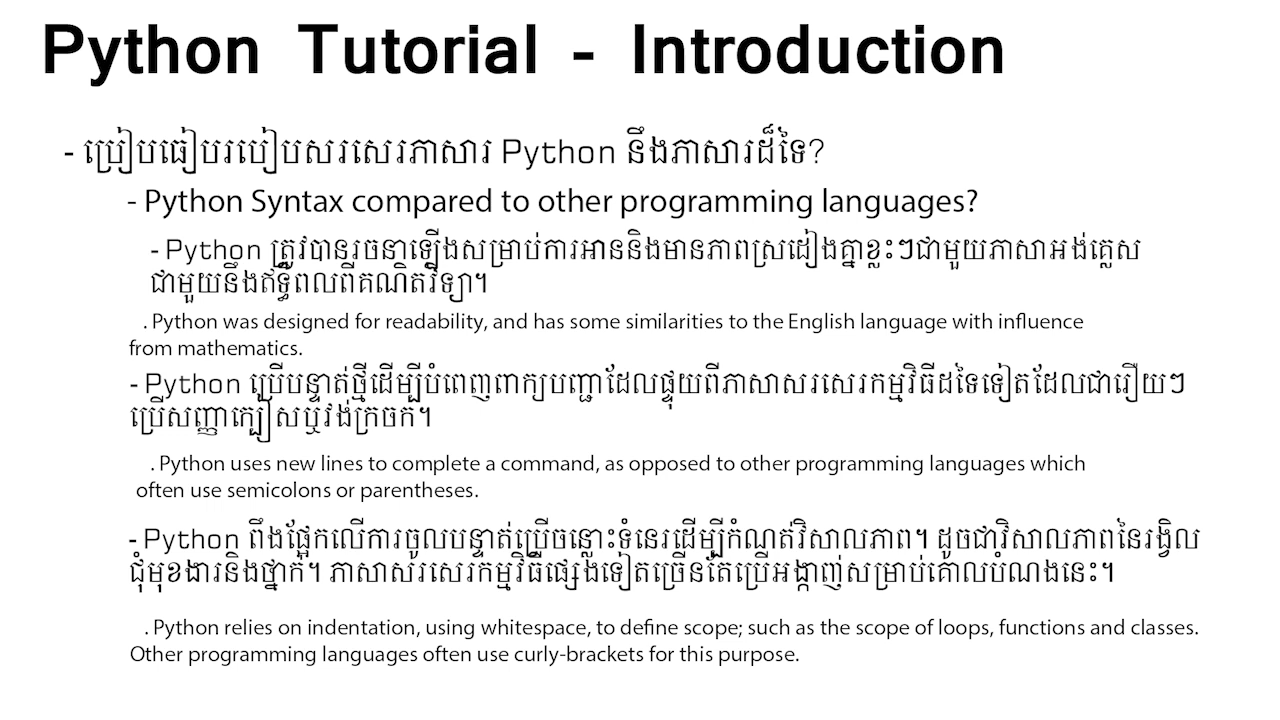 Python Tutorial - Introduction
- ប្រៀបធៀបរបៀបសរសេរភាសារ Python នឹងភាសារដ៏ទៃ?
- Python Syntax compared to other programming languages?
- Python ត្រូវបានរចនាឡើងសម្រាប់ការអាននិងមានភាពស្រដៀងគ្នាខ្លះៗជាមួយភាសាអង់គ្លេស
ជាមួយនឹងឥទ្ធិពលពីគណិតវិទ្យា។
. Python was designed for readability, and has some similarities to the English language with influence
from mathematics.
- Python ប្រើបន្ទាត់ថ្មីដើម្បីបំពេញពាក្យបញ្ជាដែលផ្ទុយពីភាសាសរសេរកម្មវិធីដទៃទៀតដែលជារឿយៗ
ប្រើសញ្ញាក្បៀសឬវង់ក្រចក។
. Python uses new lines to complete a command, as opposed to other programming languages which
often use semicolons or parentheses.
- Python ពឹងផ្អែកលើការចូលបន្ទាត់ប្រើចន្លោះទំនេរដើម្បីកំណត់វិសាលភាព។ ដូចជាវិសាលភាពនៃរង្វិល
ជុំមុខងារនិងថ្នាក់។ ភាសាសរសេរកម្មវិធីផ្សេងទៀតច្រើនតែប្រើអង្កាញ់សម្រាប់គោលបំណងនេះ។
. Python relies on indentation, using whitespace, to define scope; such as the scope of loops, functions and classes.
Other programming languages often use curly-brackets for this purpose.